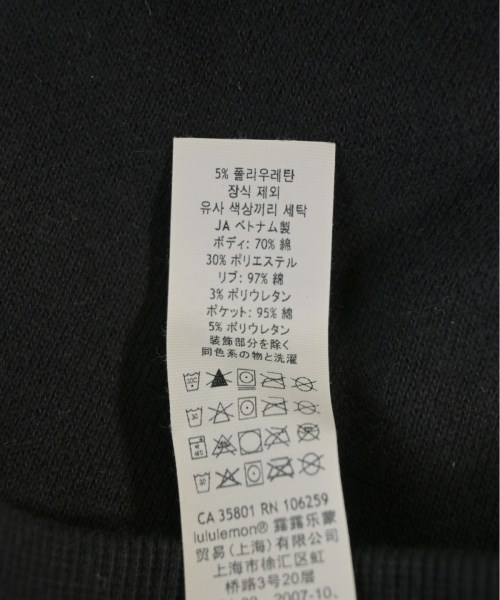 5% 폴리우레탄
장식 제외
유사 색상끼리 세탁
JA ベトナム製
ボディ: 70% 綿
30% ポリエステル
リブ: 97% 綿
3% ポリウレタン
ポケット: 95% 綿
5% ポリウレタン
装飾部分を除く
同色系の物と洗濯
CA 35801 RN 106259
lululemon® 露露乐蒙
贸易 (上海) 有限公司
上海市徐汇区虹
桥路3号20层
2007-10,